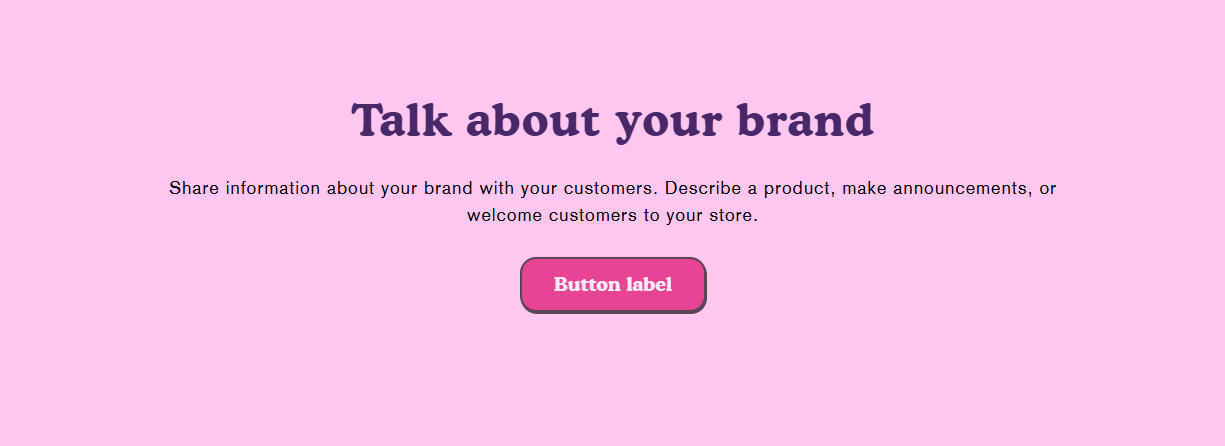 Talk about your brand
Share information about your brand with your customers. Describe a product, make announcements, or
welcome customers to your store.
Button label